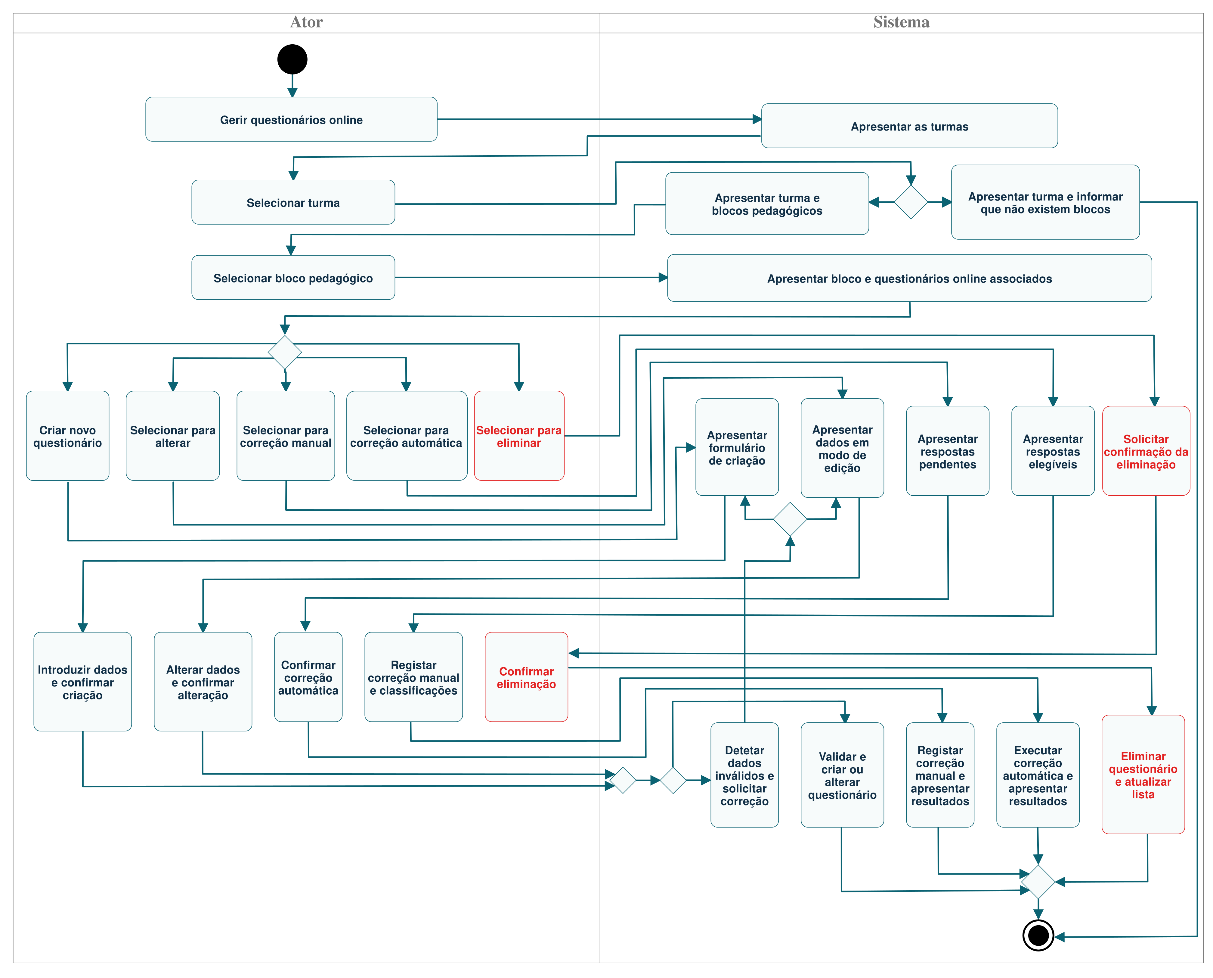 Ator
Sistema
Gerir questionários online
Apresentar as turmas
Selecionar turma
Apresentar turma e
blocos pedagógicos
Apresentar turma e informar
que não existem blocos
Selecionar bloco pedagógico
Apresentar bloco e questionários online associados
Criar novo
questionário
Selecionar para
alterar
Selecionar para
correção manual
Selecionar para
correção automática
Selecionar para
eliminar
Apresentar
formulário
de criação
Apresentar
dados em
modo de
edição
Apresentar
respostas
pendentes
Apresentar
respostas
elegíveis
Solicitar
confirmação da
eliminação
Introduzir dados
e confirmar
criação
Alterar dados
e confirmar
alteração
Confirmar
correção
automática
Registar
correção manual
e classificações
Confirmar
eliminação
Detetar
dados
inválidos e
solicitar
correção
Validar e
criar ou
alterar
questionário
Registar
correção
manual e
apresentar
resultados
Executar
correção
automática e
apresentar
resultados
Eliminar
questionário
e atualizar
lista